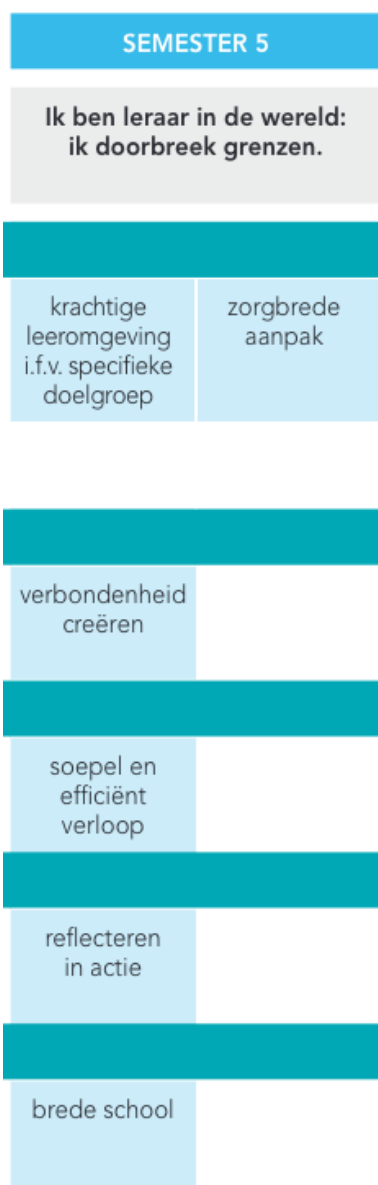 SEMESTER 5
Ik ben leraar in de wereld:
ik doorbreek grenzen.
krachtige
leeromgeving
i.f.v. specifieke
doelgroep
zorgbrede
aanpak
verbondenheid
creëren
soepel en
efficiënt
verloop
reflecteren
in actie
brede school